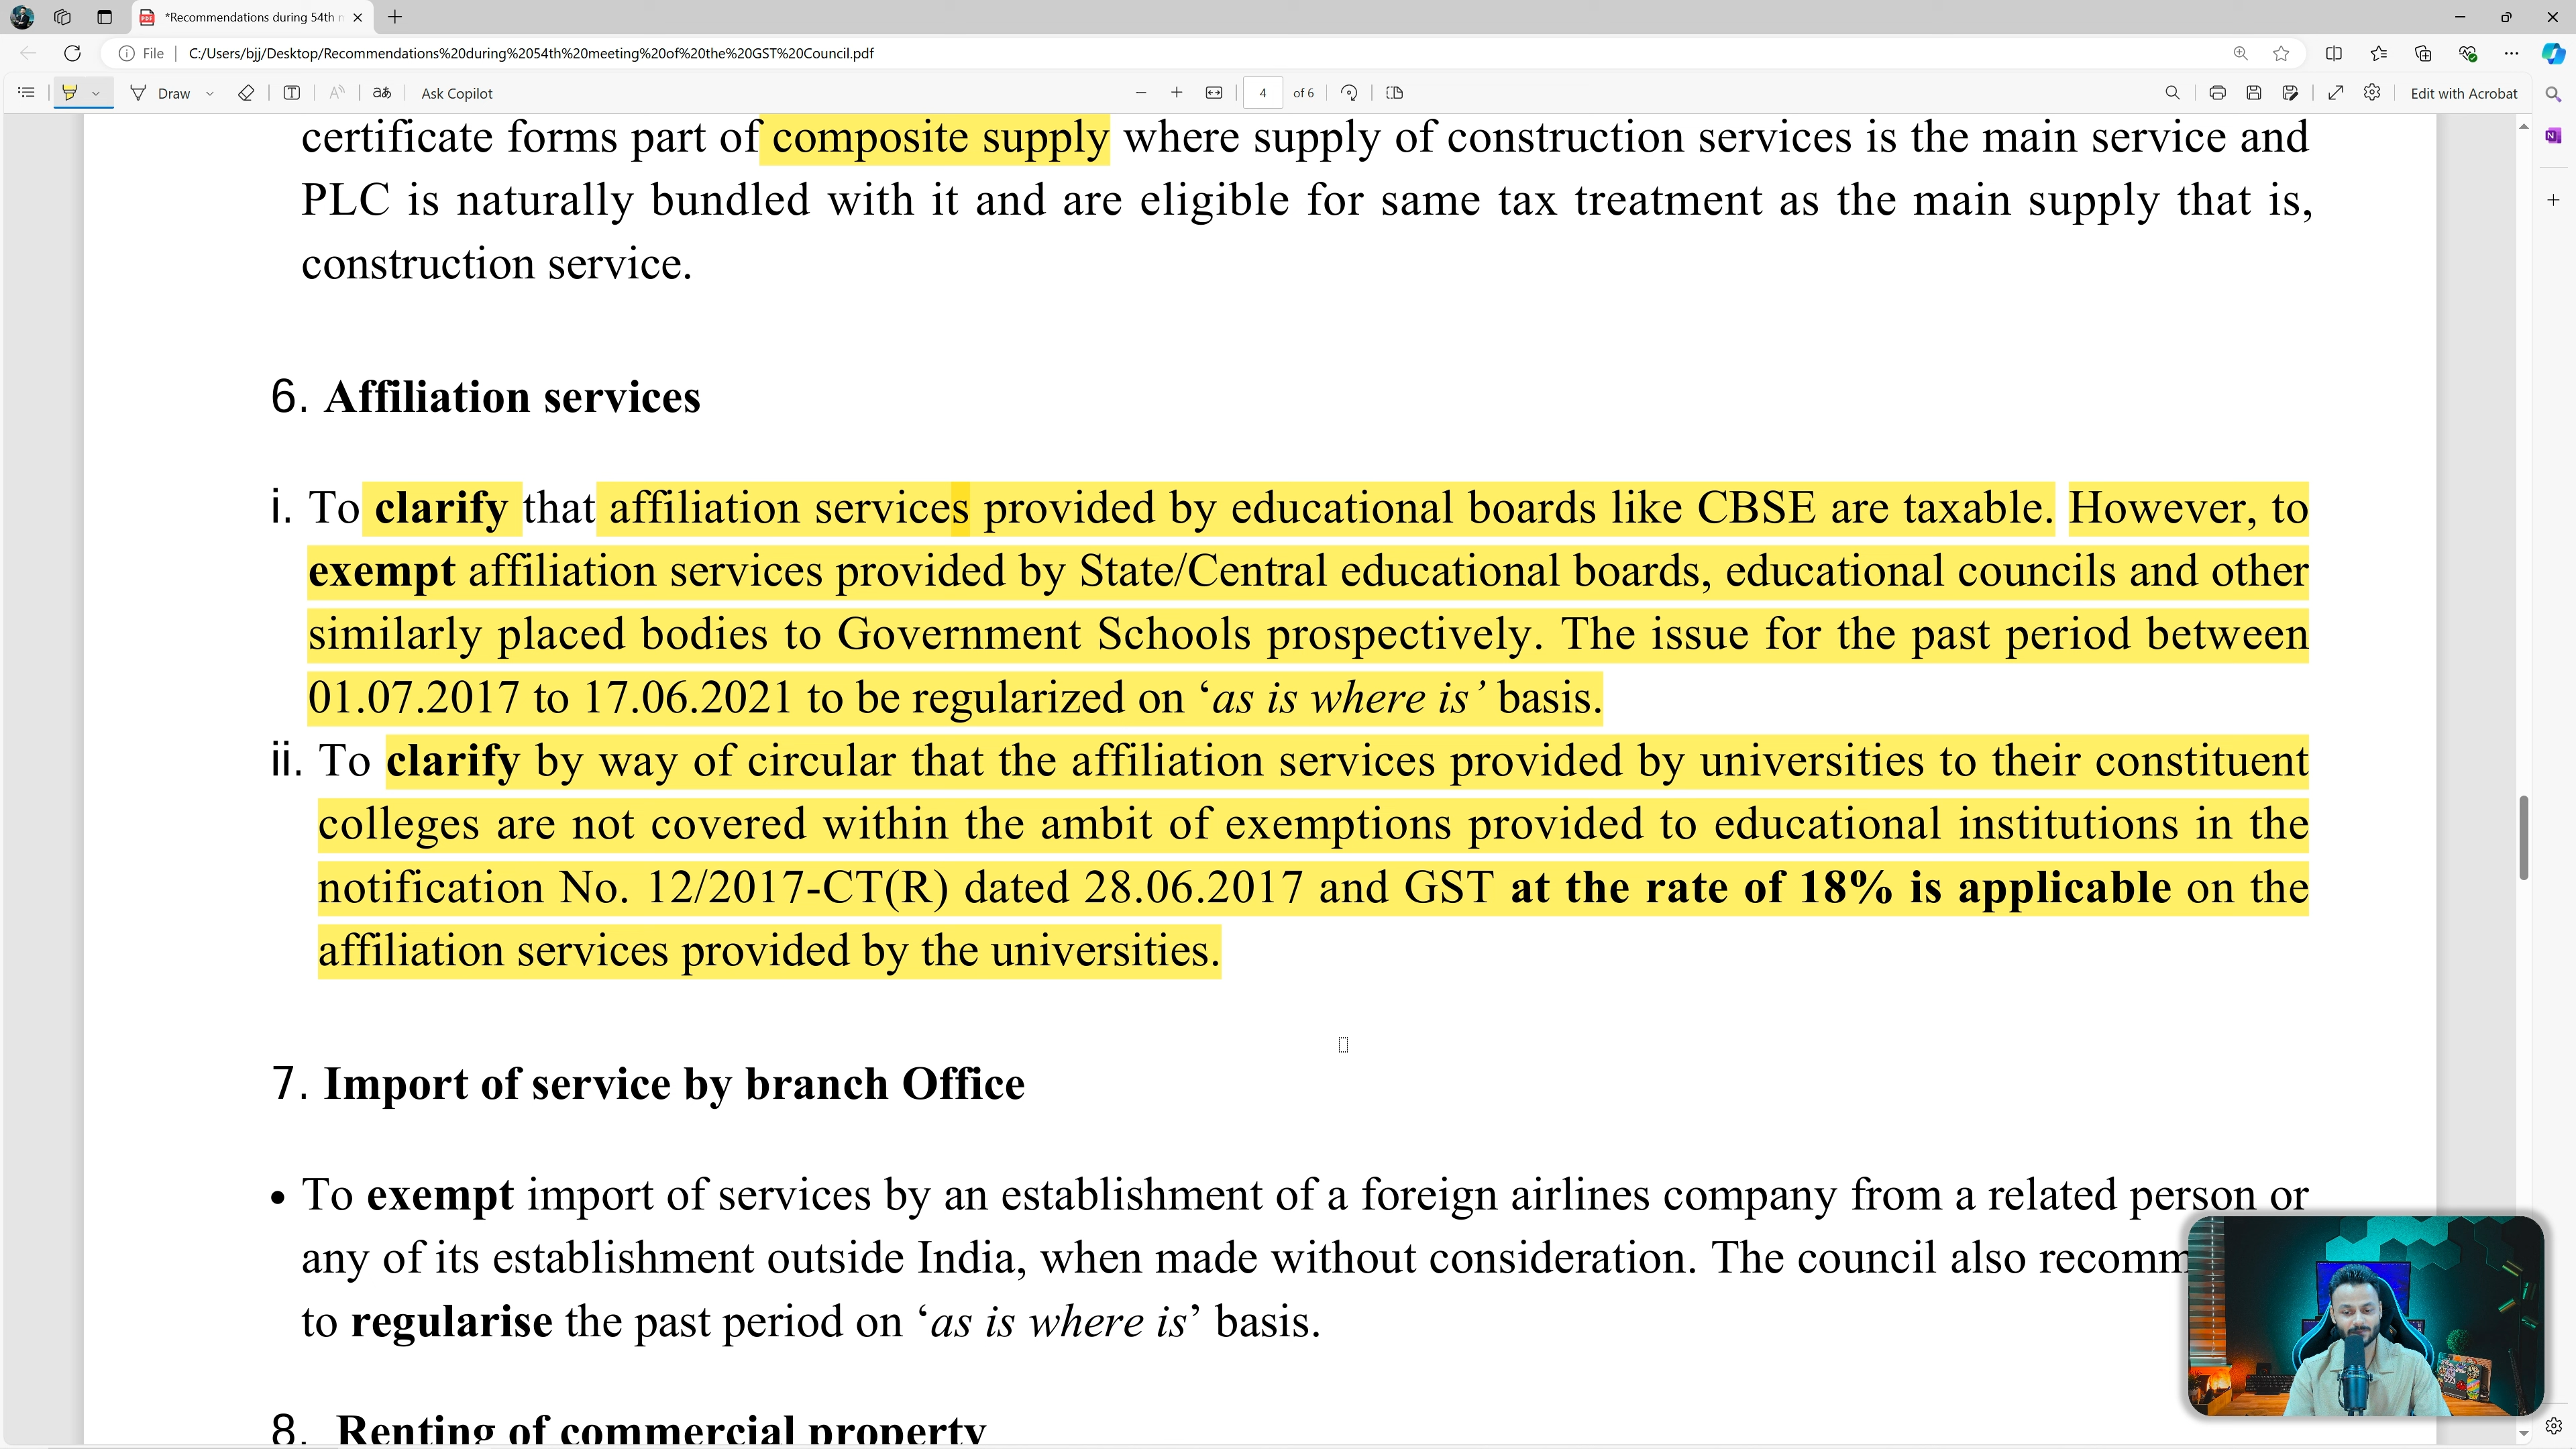 *Recommendations during 54th
File
C:/Users/bjj/Desktop/Recommendations%20during%2054th%20meeting%20of%20the%20GST%20Council.pdf
Draw
aあ
Ask Copilot
4
of 6
Edit with Acrobat
certificate forms part of composite supply where supply of construction services is the main service and
PLC is naturally bundled with it and are eligible for same tax treatment as the main supply that is,
construction service.
6. Affiliation services
i. To clarify that affiliation services provided by educational boards like CBSE are taxable. However, to
exempt affiliation services provided by State/Central educational boards, educational councils and other
similarly placed bodies to Government Schools prospectively. The issue for the past period between
01.07.2017 to 17.06.2021 to be regularized on ‘as is where is’ basis.
ii. To clarify by way of circular that the affiliation services provided by universities to their constituent
colleges are not covered within the ambit of exemptions provided to educational institutions in the
notification No. 12/2017-CT(R) dated 28.06.2017 and GST at the rate of 18% is applicable on the
affiliation services provided by the universities.
7. Import of service by branch Office
• To exempt import of services by an establishment of a foreign airlines company from a related person or
any of its establishment outside India, when made without consideration. The council also recomm
to regularise the past period on ‘as is where is’ basis.
8. Renting of commercial property